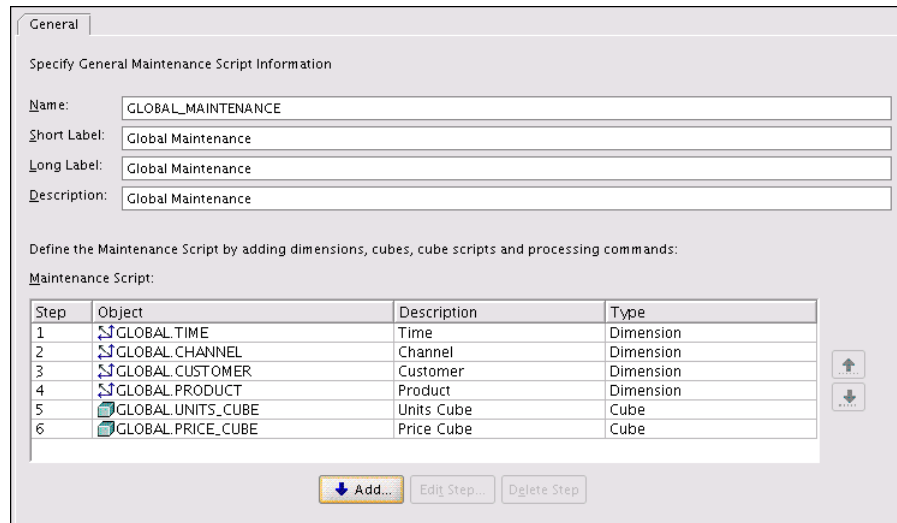 General
Specify General Maintenance Script Information
Name: GLOBAL_MAINTENANCE
Short Label: Global Maintenance
Long Label: Global Maintenance
Description: Global Maintenance
Define the Maintenance Script by adding dimensions, cubes, cube scripts and processing commands:
Maintenance Script:
Step Object Description Type
1 GLOBAL.TIME Time Dimension
2 GLOBAL.CHANNEL Channel Dimension
3 GLOBAL.CUSTOMER Customer Dimension
4 GLOBAL.PRODUCT Product Dimension
5 GLOBAL.UNITS_CUBE Units Cube Cube
6 GLOBAL.PRICE_CUBE Price Cube Cube
Add... Edit Step... Delete Step